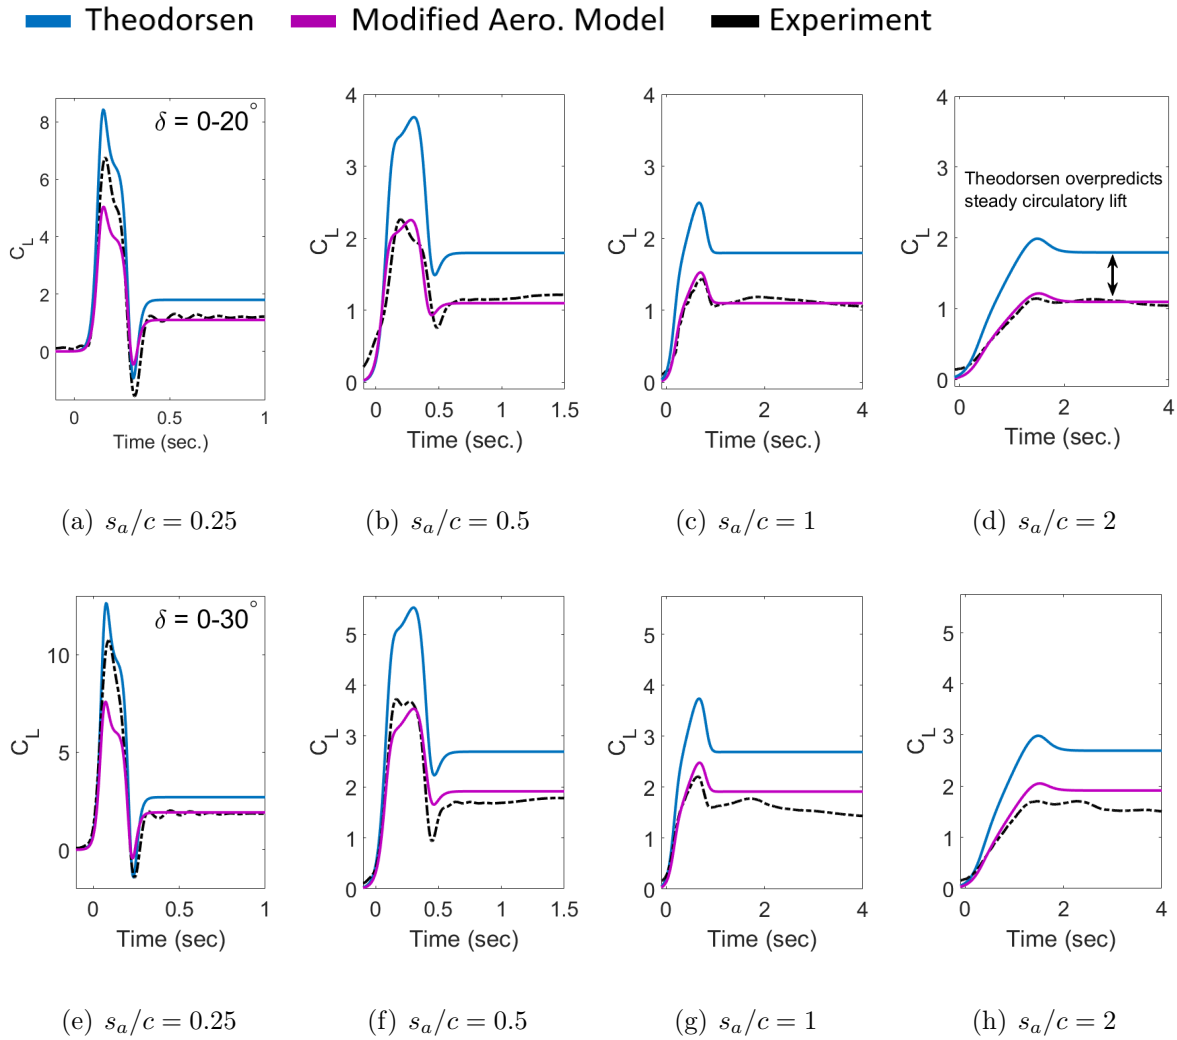 Theodorsen Modified Aero. Model Experiment
δ = 0-20°
C_L
8
6
4
2
0
0 0.5 1
Time (sec.)
(a) s_a/c = 0.25
C_L
4
3
2
1
0
0 0.5 1 1.5
Time (sec.)
(b) s_a/c = 0.5
C_L
4
3
2
1
0
0 2 4
Time (sec.)
(c) s_a/c = 1
Theodorsen overpredicts
steady circulatory lift
C_L
4
3
2
1
0
0 2 4
Time (sec.)
(d) s_a/c = 2
δ = 0-30°
C_L
10
5
0
0 0.5 1
Time (sec)
(e) s_a/c = 0.25
C_L
5
4
3
2
1
0
0 0.5 1 1.5
Time (sec)
(f) s_a/c = 0.5
C_L
5
4
3
2
1
0
0 2 4
Time (sec)
(g) s_a/c = 1
C_L
5
4
3
2
1
0
0 2 4
Time (sec)
(h) s_a/c = 2